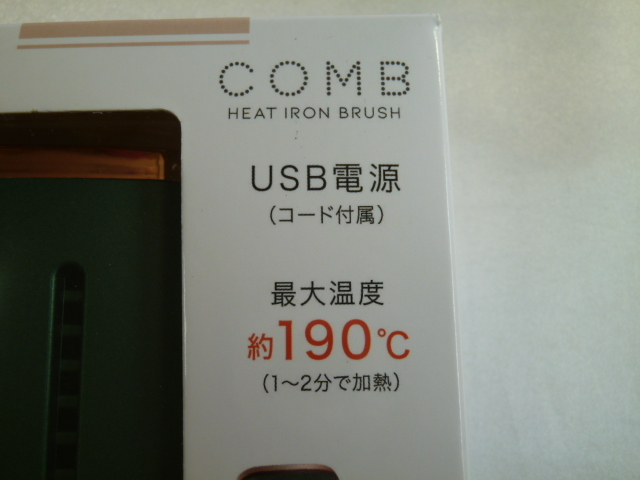 COMB
HEAT IRON BRUSH
USB電源
(コード付属)
最大温度
約190℃
(1〜2分で加熱)